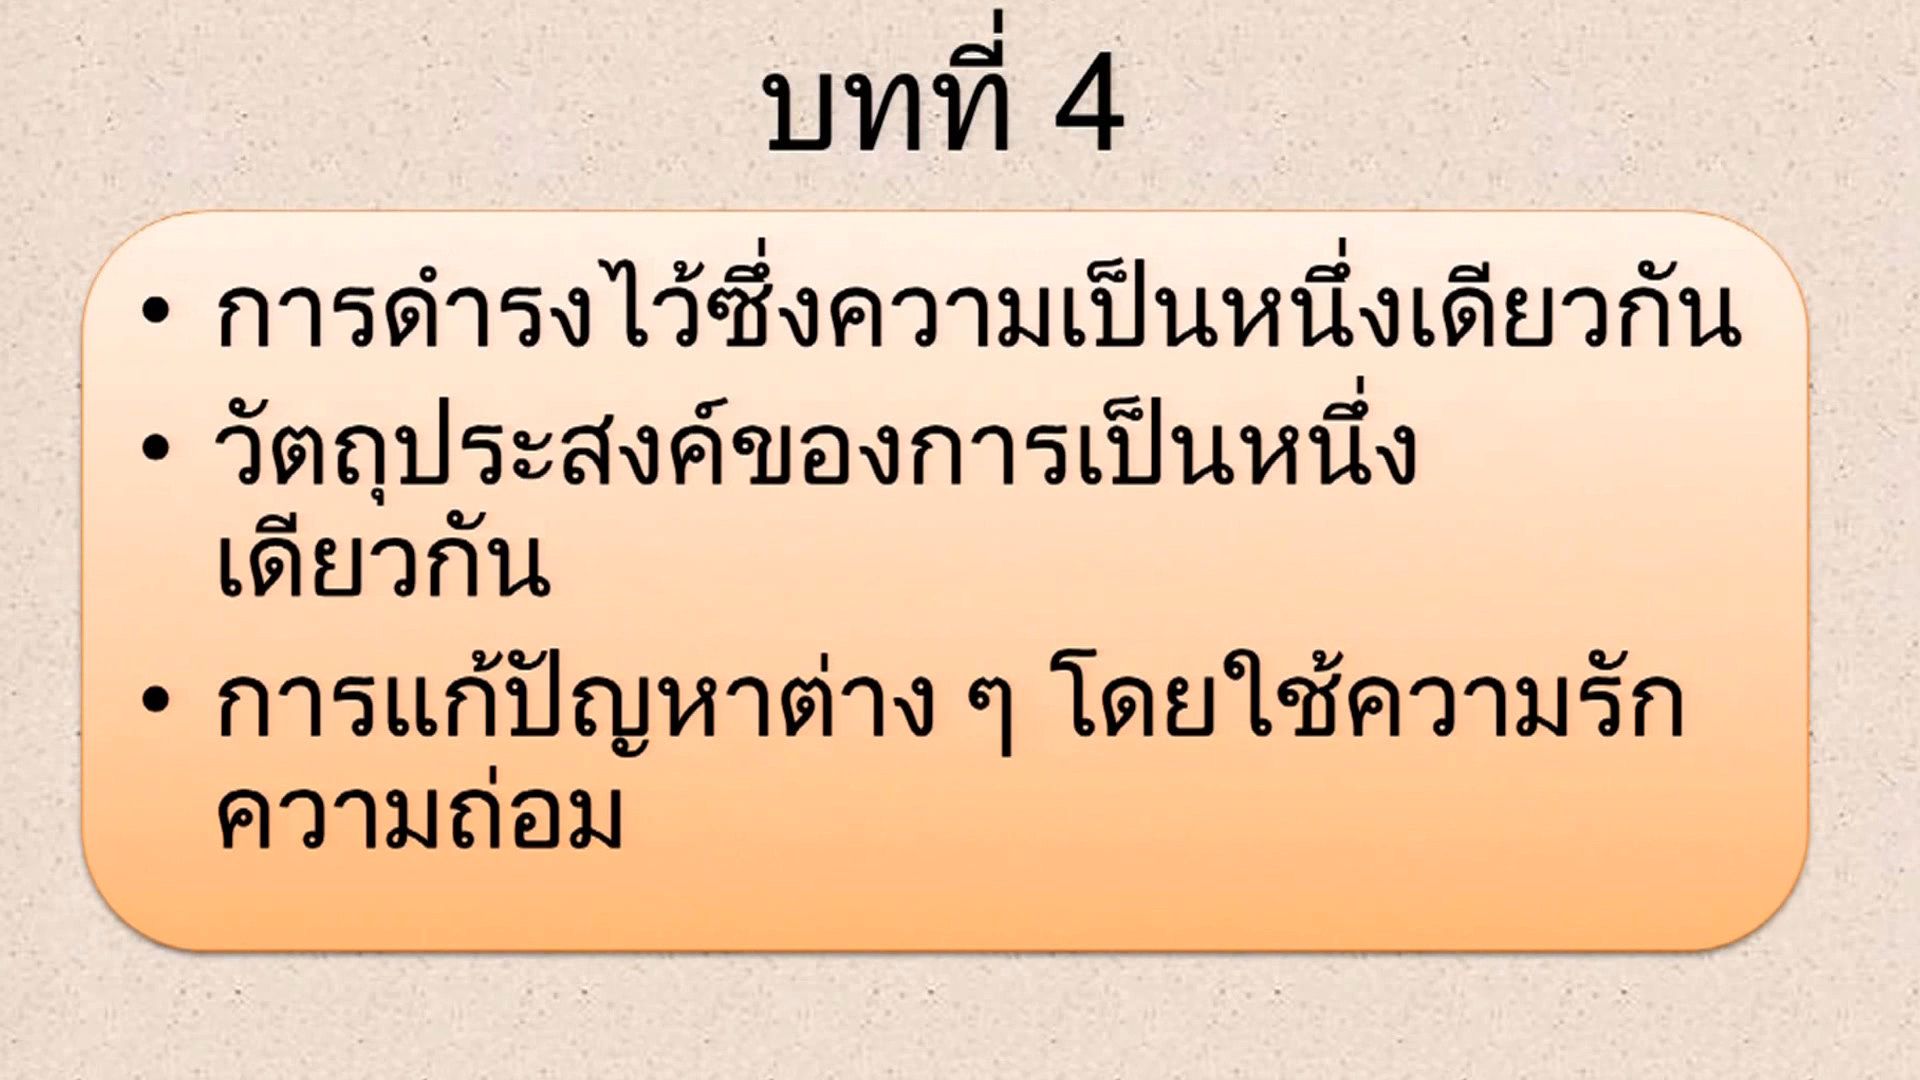 บทที่ 4
• การดำรงไว้ซึ่งความเป็นหนึ่งเดียวกัน
• วัตถุประสงค์ของการเป็นหนึ่ง
เดียวกัน
• การแก้ปัญหาต่าง ๆ โดยใช้ความรัก
ความถ่อม